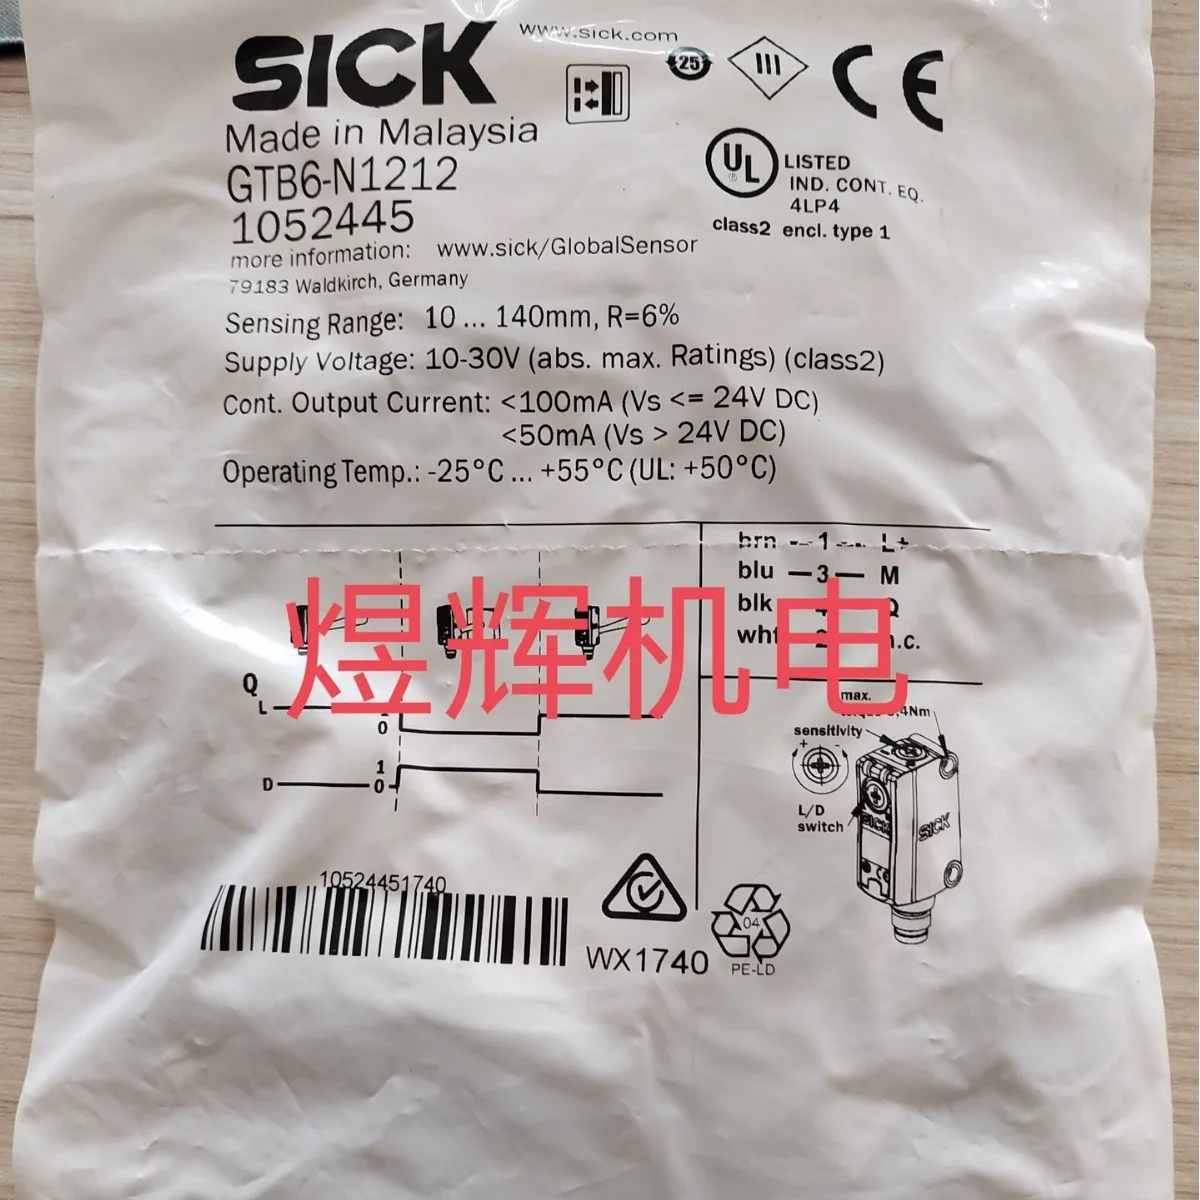 SICK
www.sick.com
25
III
CE
Made in Malaysia
GTB6-N1212
1052445
UL LISTED
IND. CONT. EQ.
4LP4
class2 encl. type 1
more information: www.sick/GlobalSensor
79183 Waldkirch, Germany
Sensing Range: 10 ... 140mm, R=6%
Supply Voltage: 10-30V (abs. max. Ratings) (class2)
Cont. Output Current: <100mA (Vs <= 24V DC)
<50mA (Vs > 24V DC)
Operating Temp.: -25°C ... +55°C (UL: +50°C)
brn 1 L+
blu 3 M
blk Q
wht
煜辉机电
Q
L
0
D 1
0
max.
sensitivity
+ -
L/D
switch
SICK
SICK
10524451740
WX1740
04
PE-LD